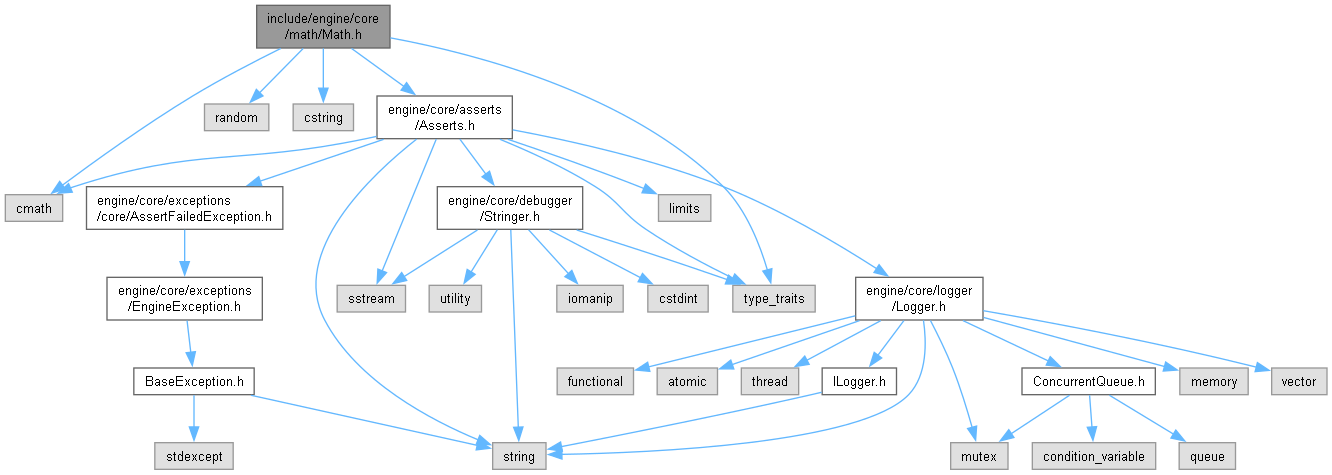 include/engine/core
/math/Math.h
random
cstring
engine/core/asserts
/Asserts.h
cmath
engine/core/exceptions
/core/AssertFailedException.h
engine/core/debugger
/Stringer.h
limits
engine/core/exceptions
/EngineException.h
sstream
utility
iomanip
cstdint
type_traits
engine/core/logger
/Logger.h
BaseException.h
functional
atomic
thread
ILogger.h
ConcurrentQueue.h
memory
vector
stdexcept
string
mutex
condition_variable
queue